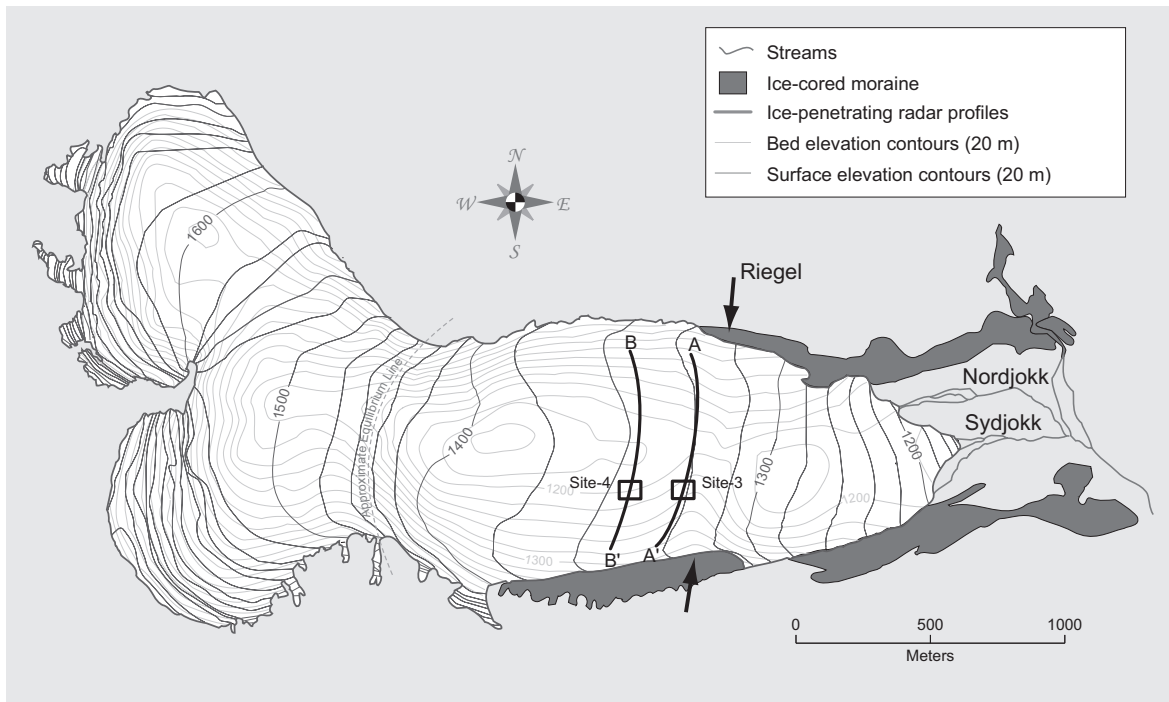 Streams
Ice-cored moraine
Ice-penetrating radar profiles
Bed elevation contours (20 m)
Surface elevation contours (20 m)
N
W
E
S
1600
Riegel
B
A
Nordjokk
Sydjokk
1500
Approximate Equilibrium Line
1400
1300
1200
Site-4
Site-3
1200
1200
1300
B'
A'
0
500
1000
Meters